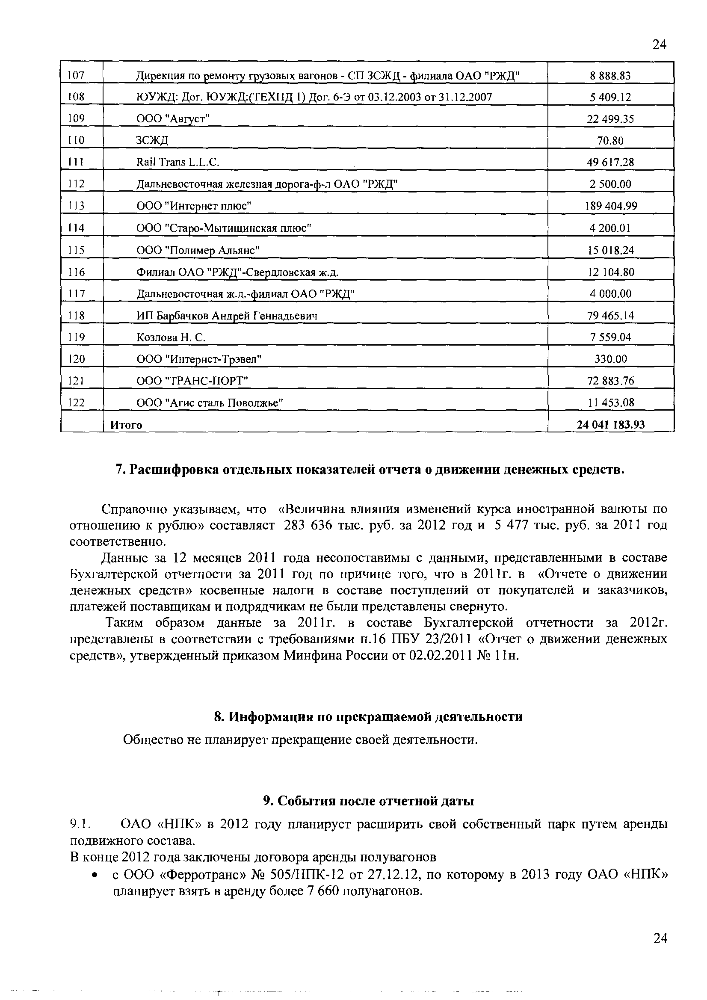 24
107 Дирекция по ремонту грузовых вагонов - СП ЗСЖД - филиала ОАО "РЖД" 8 888.83
108 ЮУЖД: Дог. ЮУЖД:(ТЕХПД 1) Дог. 6-Э от 03.12.2003 от 31.12.2007 5 409.12
109 ООО "Август" 22 499.35
110 ЗСЖД 70.80
111 Rail Trans L.L.C. 49 617.28
112 Дальневосточная железная дорога-ф-л ОАО "РЖД" 2 500.00
113 ООО "Интернет плюс" 189 404.99
114 ООО "Старо-Мытищинская плюс" 4 200.01
115 ООО "Полимер Альянс" 15 018.24
116 Филиал ОАО "РЖД"-Свердловская ж.д. 12 104.80
117 Дальневосточная ж.д.-филиал ОАО "РЖД" 4 000.00
118 ИП Барбачков Андрей Геннадьевич 79 465.14
119 Козлова Н. С. 7 559.04
120 ООО "Интернет-Трэвел" 330.00
121 ООО "ТРАНС-ПОРТ" 72 883.76
122 ООО "Агис сталь Поволжье" 11 453.08
Итого 24 041 183.93
7. Расшифровка отдельных показателей отчета о движении денежных средств.
Справочно указываем, что «Величина влияния изменений курса иностранной валюты по
отношению к рублю» составляет 283 636 тыс. руб. за 2012 год и 5 477 тыс. руб. за 2011 год
соответственно.
Данные за 12 месяцев 2011 года несопоставимы с данными, представленными в составе
Бухгалтерской отчетности за 2011 год по причине того, что в 2011г. в «Отчете о движении
денежных средств» косвенные налоги в составе поступлений от покупателей и заказчиков,
платежей поставщикам и подрядчикам не были представлены свернуто.
Таким образом данные за 2011г. в составе Бухгалтерской отчетности за 2012г.
представлены в соответствии с требованиями п.16 ПБУ 23/2011 «Отчет о движении денежных
средств», утвержденный приказом Минфина России от 02.02.2011 № 11н.
8. Информация по прекращаемой деятельности
Общество не планирует прекращение своей деятельности.
9. События после отчетной даты
9.1. ОАО «НПК» в 2012 году планирует расширить свой собственный парк путем аренды
подвижного состава.
В конце 2012 года заключены договора аренды полувагонов
• с ООО «Ферротранс» № 505/НПК-12 от 27.12.12, по которому в 2013 году ОАО «НПК»
планирует взять в аренду более 7 660 полувагонов.
24